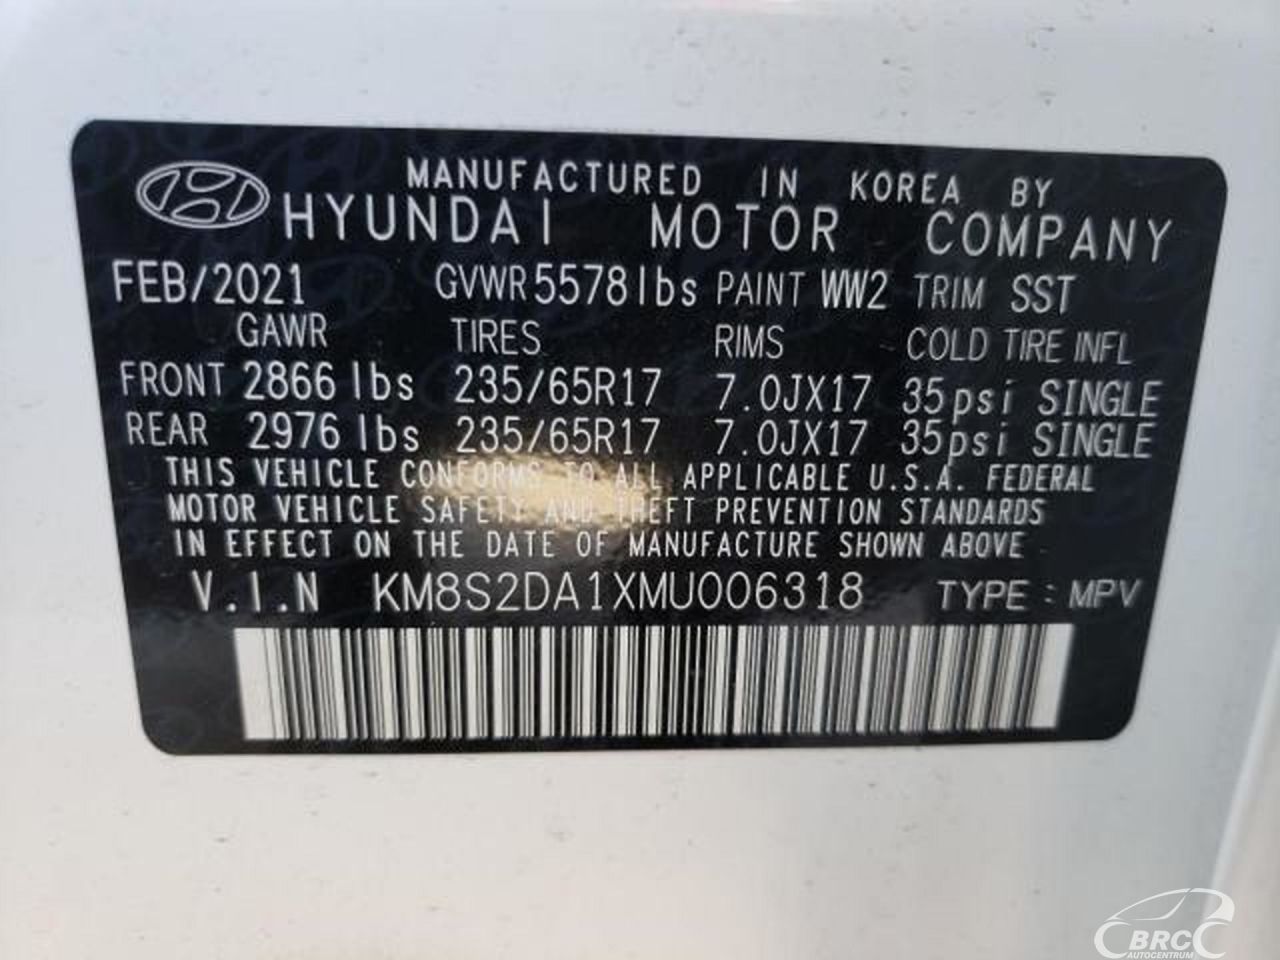 MANUFACTURED IN KOREA BY
HYUNDAI MOTOR COMPANY
FEB/2021 GVWR 5578lbs PAINT WW2 TRIM SST
GAWR TIRES RIMS COLD TIRE INFL
FRONT 2866 lbs 235/65R17 7.0JX17 35psi SINGLE
REAR 2976 lbs 235/65R17 7.0JX17 35psi SINGLE
THIS VEHICLE CONFORMS TO ALL APPLICABLE U.S.A. FEDERAL
MOTOR VEHICLE SAFETY AND THEFT PREVENTION STANDARDS
IN EFFECT ON THE DATE OF MANUFACTURE SHOWN ABOVE
V.I.N KM8S2DA1XMU006318 TYPE : MPV
BRC
AUTOCENTRUM